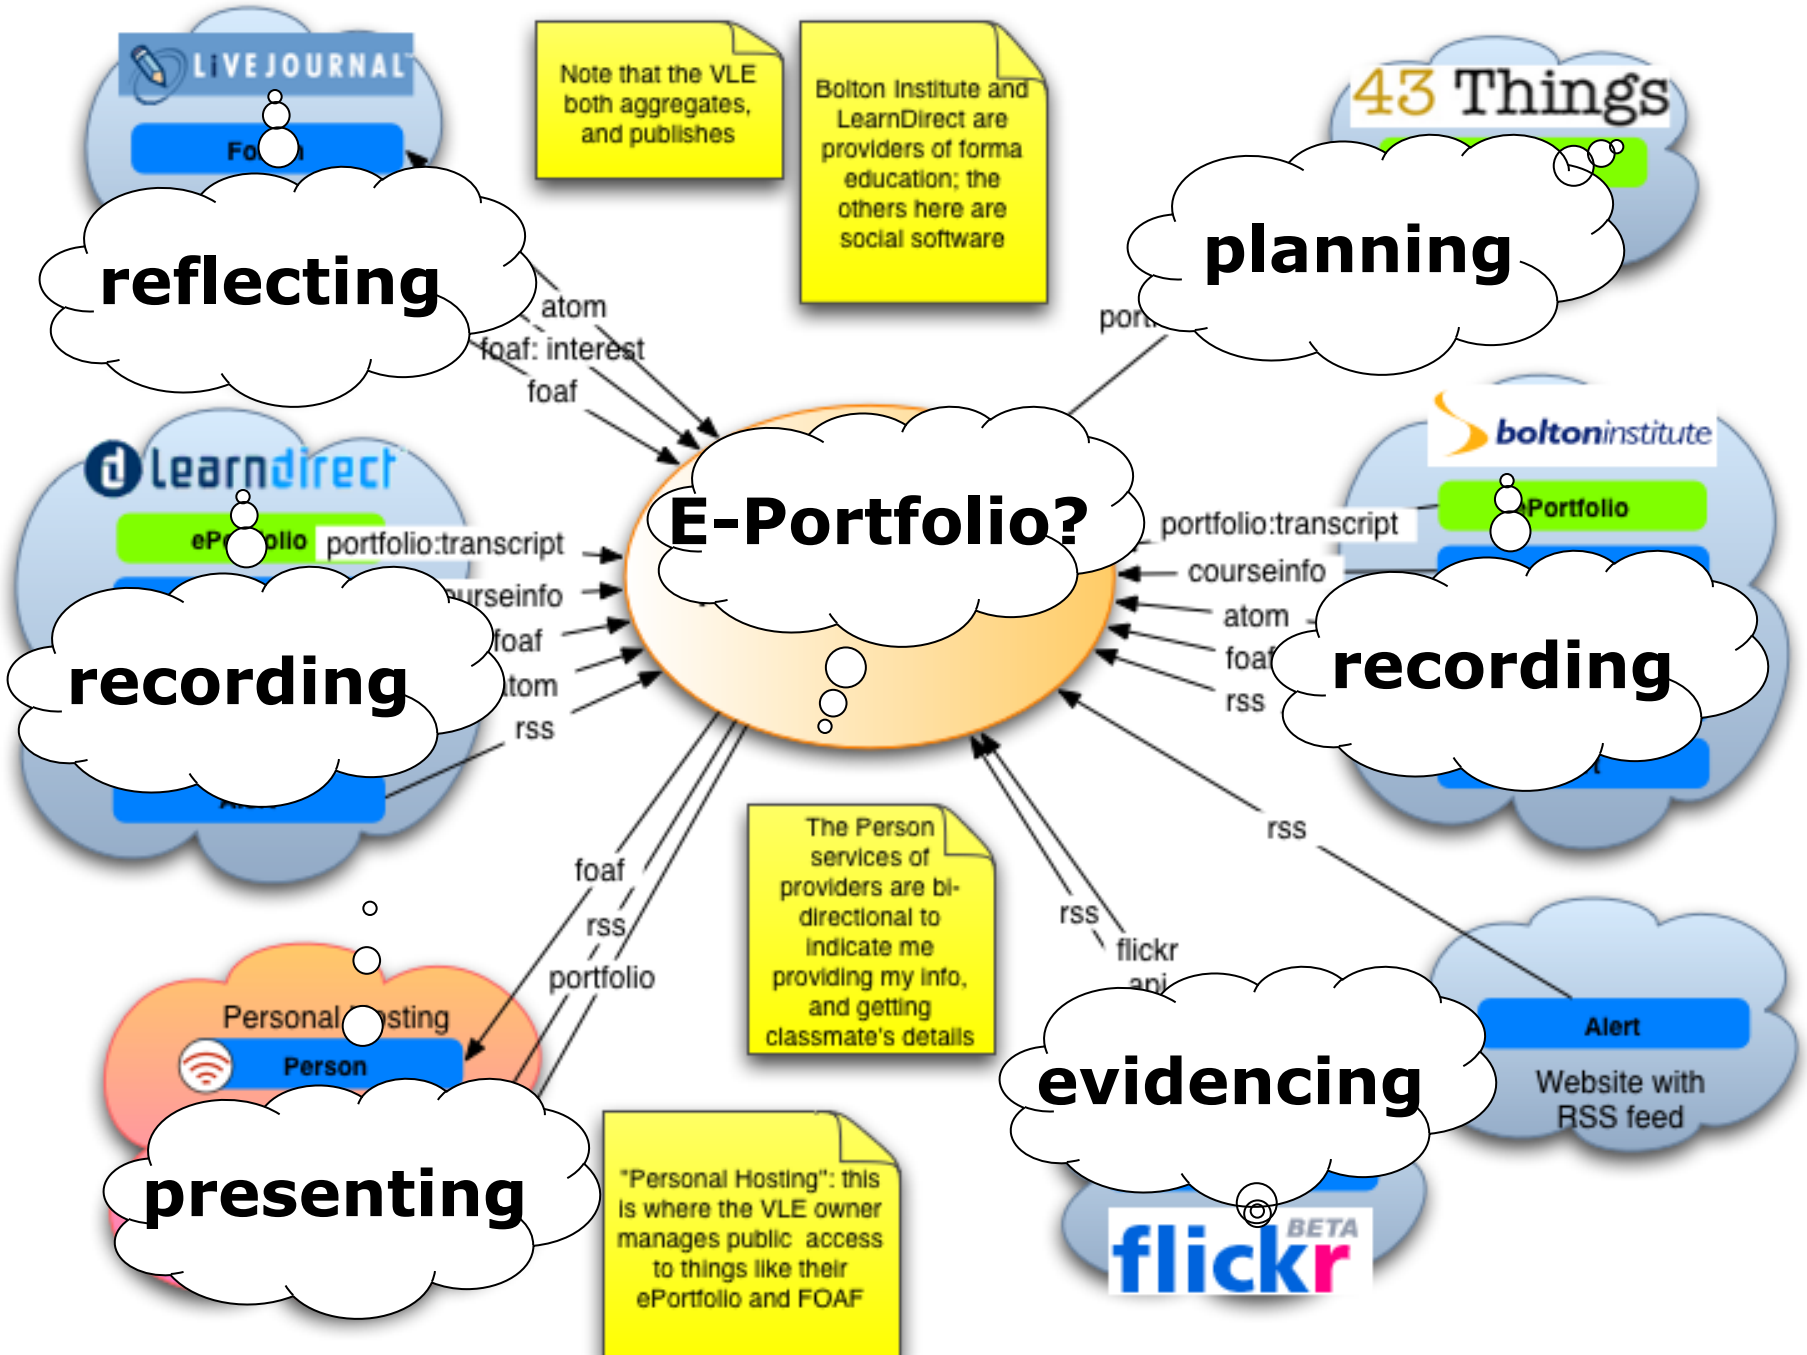 LiVEJOURNAL
reflecting
atom
foaf: interest
foaf
Note that the VLE
both aggregates,
and publishes
Bolton Institute and
LearnDirect are
providers of forma
education; the
others here are
social software
43 Things
planning
learndirect
portfolio:transcript
foaf
rss
recording
E-Portfolio?
boltoninstitute
ePortfolio
portfolio:transcript
courseinfo
atom
foaf
rss
recording
foaf
rss
portfolio
Person
presenting
The Person
services of
providers are bi-
directional to
indicate me
providing my info,
and getting
classmate's details
"Personal Hosting": this
is where the VLE owner
manages public access
to things like their
ePortfolio and FOAF
rss
rss
flickr
api
evidencing
flickr BETA
Alert
Website with
RSS feed